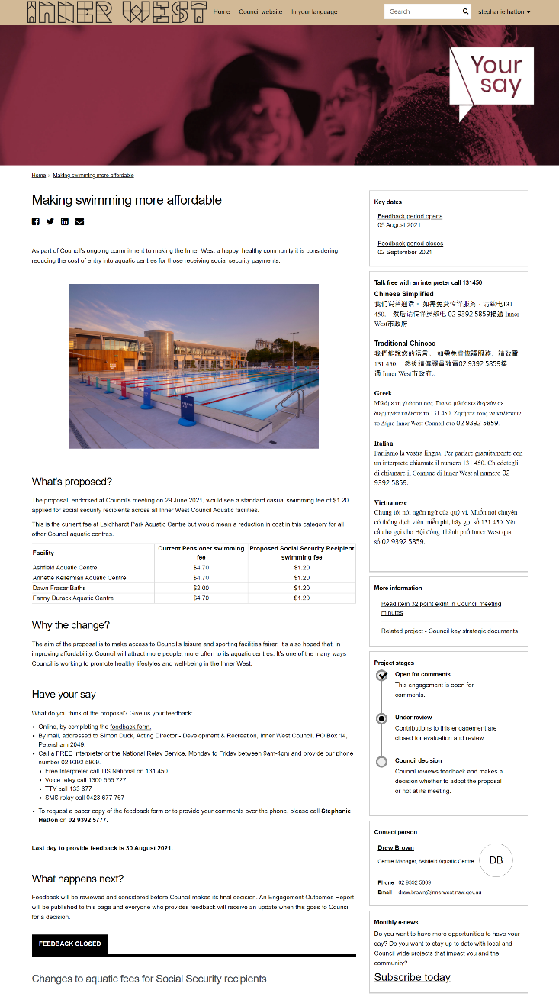 INNER WEST
Home Council website In your language
Search
stephanie.hatton
Your
say
Home » Making swimming more affordable
Making swimming more affordable
As part of Council's ongoing commitment to making the Inner West a happy, healthy community it is considering
reducing the cost of entry into aquatic centres for those receiving social security payments.
What's proposed?
The proposal, endorsed at Council's meeting on 29 June 2021, would see a standard casual swimming fee of $1.20
applied for social security recipients across all Inner West Council Aquatic facilities.
This is the current fee at Leichhardt Park Aquatic Centre but would mean a reduction in cost in this category for all
other Council aquatic centres.
Facility Current Pensioner swimming fee Proposed Social Security Recipient swimming fee
Ashfield Aquatic Centre $4.70 $1.20
Annette Kellerman Aquatic Centre $4.70 $1.20
Dawn Fraser Baths $2.00 $1.20
Fanny Durack Aquatic Centre $4.70 $1.20
Why the change?
The aim of the proposal is to make access to Council's leisure and sporting facilities fairer. It's also hoped that, in
improving affordability, Council will attract more people, more often to its aquatic centres. It's one of the many ways
Council is working to promote healthy lifestyles and well-being in the Inner West.
Have your say
What do you think of the proposal? Give us your feedback:
Online, by completing the feedback form.
By mail, addressed to Simon Duck, Acting Director - Development & Recreation, Inner West Council, PO Box 14,
Petersham 2049.
Call a FREE Interpreter or the National Relay Service, Monday to Friday between 9am-4pm and provide our phone
number 02 9392 5809.
Free Interpreter call TIS National on 131 450
Voice relay call 1300 555 727
TTY call 133 677
SMS relay call 0423 677 767
To request a paper copy of the feedback form or to provide your comments over the phone, please call Stephanie
Hatton on 02 9392 5777.
Last day to provide feedback is 30 August 2021.
What happens next?
Feedback will be reviewed and considered before Council makes its final decision. An Engagement Outcomes Report
will be published to this page and everyone who provides feedback will receive an update when this goes to Council
for a decision.
FEEDBACK CLOSED
Changes to aquatic fees for Social Security recipients
Key dates
Feedback period opens
05 August 2021
Feedback period closes
02 September 2021
Talk free with an interpreter call 131450
Chinese Simplified
我们说普通话。 如需免费传译服务，请致电131
450， 然后请传译员致电 02 9392 5859接通 Inner
West市政府
Traditional Chinese
我們能說您的語言。 如需免費傳譯服務，請致電
131 450， 然後請傳譯員致電02 9392 5859接
通 Inner West市政府。
Greek
Μιλάμε τη γλώσσα σας. Για να μιλήσετε δωρεάν σε
διερμηνέα καλέστε το 131 450. Ζητήστε τους να καλέσουν
το Δήμο Inner West Council στο 02 9392 5859.
Italian
Parliamo la vostra lingua. Per parlare gratuitamente con
un interprete chiamate il numero 131 450. Chiedetegli
di chiamare il Comune di Inner West al numero 02
9392 5859.
Vietnamese
Chúng tôi nói ngôn ngữ của quý vị. Muốn nói chuyện
có thông dịch viên miễn phí, hãy gọi số 131 450. Yêu
cầu họ gọi cho Hội đồng Thành phố Inner West qua
số 02 9392 5859.
More information
Read item 32 point eight in Council meeting
minutes
Related project - Council key strategic documents
Project stages
Open for comments
This engagement is open for
comments.
Under review
Contributions to this engagement are
closed for evaluation and review.
Council decision
Council reviews feedback and makes a
decision whether to adopt the proposal
or not at its meeting.
Contact person
Drew Brown
Centre Manager, Ashfield Aquatic Centre
DB
Phone 02 9392 5809
Email drew.brown@innerwest.nsw.gov.au
Monthly e-news
Do you want to have more opportunities to have your
say? Do you want to stay up to date with local and
Council wide projects that impact you and the
community?
Subscribe today